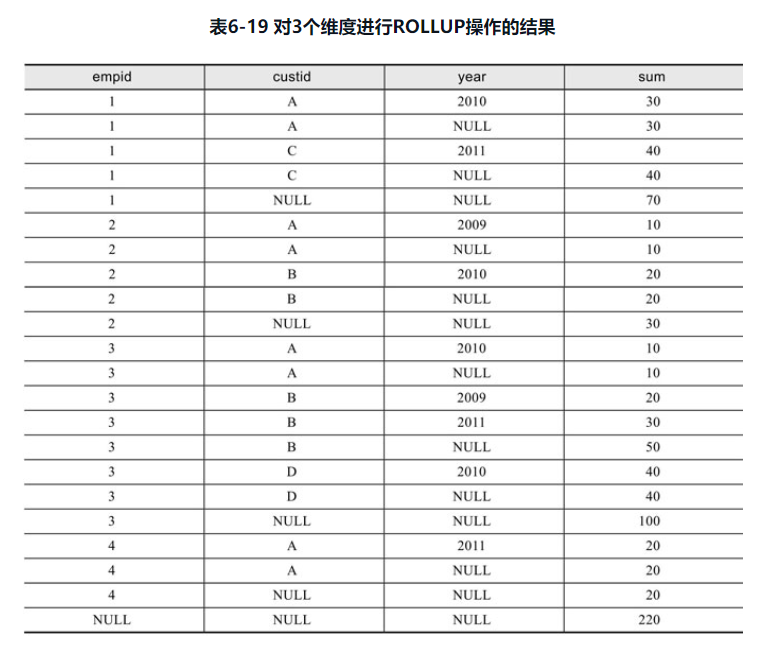 表6-19 对3个维度进行ROLLUP操作的结果
empid custid year sum
1 A 2010 30
1 A NULL 30
1 C 2011 40
1 C NULL 40
1 NULL NULL 70
2 A 2009 10
2 A NULL 10
2 B 2010 20
2 B NULL 20
2 NULL NULL 30
3 A 2010 10
3 A NULL 10
3 B 2009 20
3 B 2011 30
3 B NULL 50
3 D 2010 40
3 D NULL 40
3 NULL NULL 100
4 A 2011 20
4 A NULL 20
4 NULL NULL 20
NULL NULL NULL 220